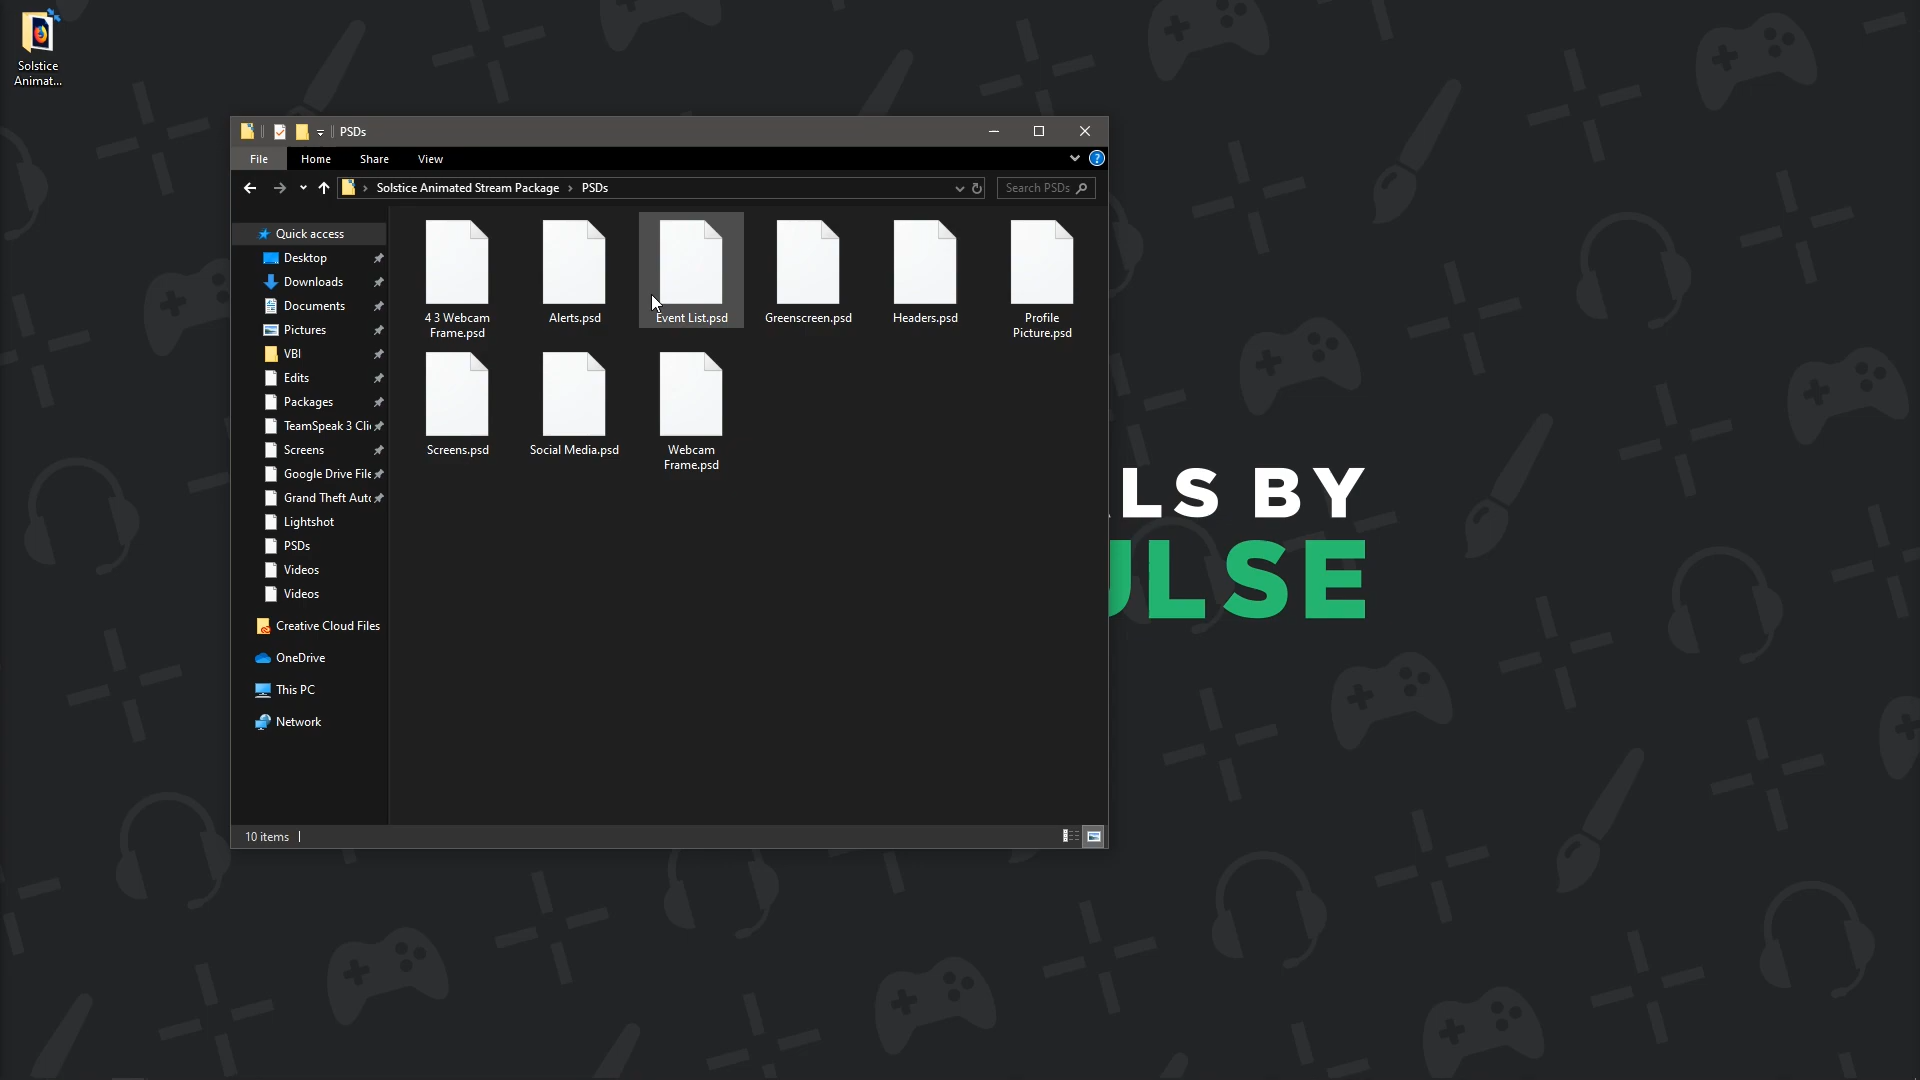 Solstice
Animat...
PSDs
File Home Share View
Solstice Animated Stream Package > PSDs
Search PSDs
Quick access
Desktop
Downloads
Documents
Pictures
VBI
Edits
Packages
TeamSpeak 3 Cli
Screens
Google Drive File
Grand Theft Auto
Lightshot
PSDs
Videos
Videos
Creative Cloud Files
OneDrive
This PC
Network
4 3 Webcam
Frame.psd
Alerts.psd
Event List.psd
Greenscreen.psd
Headers.psd
Profile
Picture.psd
Screens.psd
Social Media.psd
Webcam
Frame.psd
10 items
LS BY
ULSE